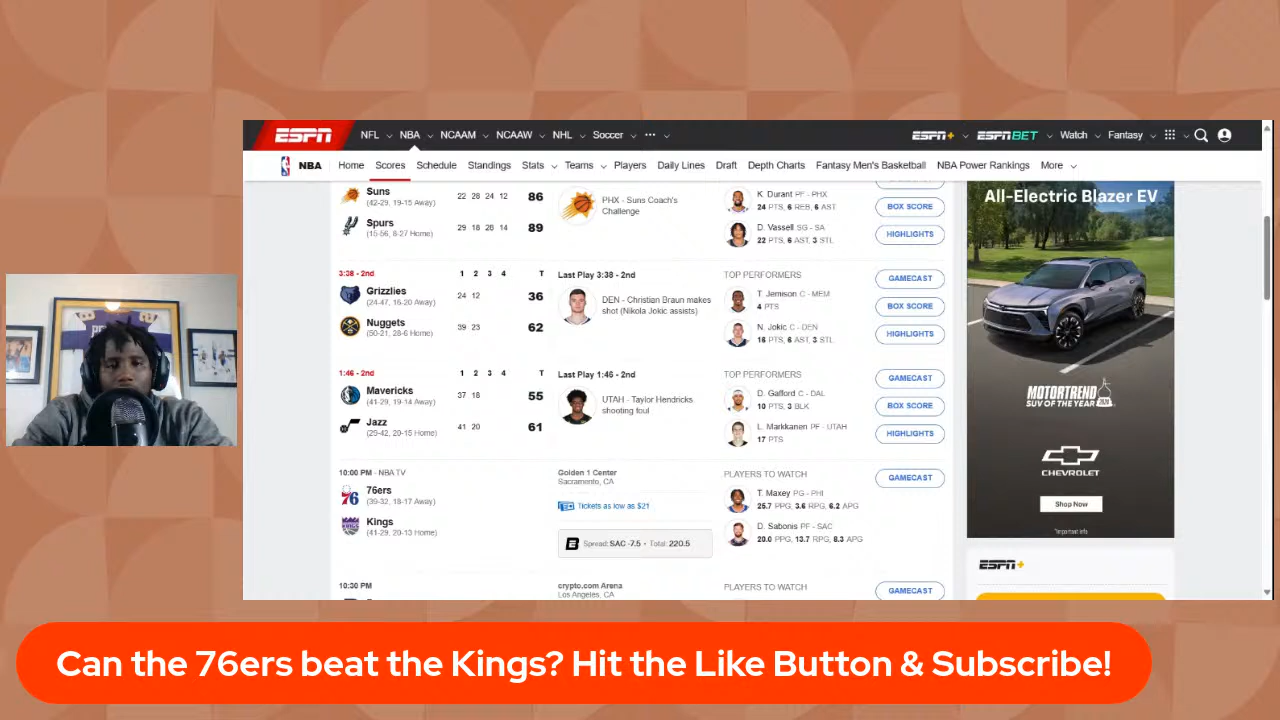 ESPN NFL NBA NCAAM NCAAW NHL Soccer ... ESPN+ ESPN BET Watch Fantasy
NBA Home Scores Schedule Standings Stats Teams Players Daily Lines Draft Depth Charts Fantasy Men's Basketball NBA Power Rankings More
Suns 22 28 24 12 86
(42-29, 19-15 Away)
PHX - Suns Coach's
Challenge
K. Durant PF - PHX
24 PTS, 6 REB, 6 AST
BOX SCORE
Spurs 29 18 28 14 89
(15-56, 8-27 Home)
D. Vassell SG - SA
22 PTS, 6 AST, 3 STL
HIGHLIGHTS
3:38 - 2nd 1 2 3 4 T Last Play 3:38 - 2nd TOP PERFORMERS GAMECAST
Grizzlies 24 12 36
(24-47, 16-20 Away)
DEN - Christian Braun makes
shot (Nikola Jokic assists)
T. Jemison C - MEM
4 PTS
BOX SCORE
Nuggets 39 23 62
(50-21, 28-6 Home)
N. Jokic C - DEN
16 PTS, 6 AST, 3 STL
HIGHLIGHTS
1:46 - 2nd 1 2 3 4 T Last Play 1:46 - 2nd TOP PERFORMERS GAMECAST
Mavericks 37 18 55
(41-29, 19-14 Away)
UTAH - Taylor Hendricks
shooting foul
D. Gafford C - DAL
10 PTS, 3 BLK
BOX SCORE
Jazz 41 20 61
(29-42, 20-15 Home)
L. Markkanen PF - UTAH
17 PTS
HIGHLIGHTS
10:00 PM - NBA TV Golden 1 Center PLAYERS TO WATCH GAMECAST
Sacramento, CA
76ers
(39-32, 18-17 Away)
Tickets as low as $21
T. Maxey PG - PHI
25.7 PPG, 3.6 RPG, 6.2 APG
Kings
(41-29, 20-13 Home)
Spread: SAC -7.5 • Total: 220.5
D. Sabonis PF - SAC
20.0 PPG, 13.7 RPG, 8.3 APG
10:30 PM crypto.com Arena PLAYERS TO WATCH GAMECAST
Los Angeles, CA
All-Electric Blazer EV
MOTORTREND
SUV OF THE YEAR
CHEVROLET
Shop Now
ESPN+
Can the 76ers beat the Kings? Hit the Like Button & Subscribe!